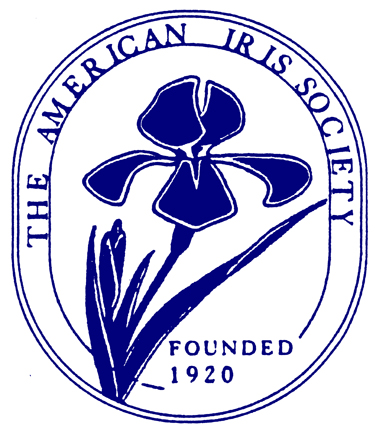 THE AMERICAN IRIS SOCIETY
FOUNDED
1920